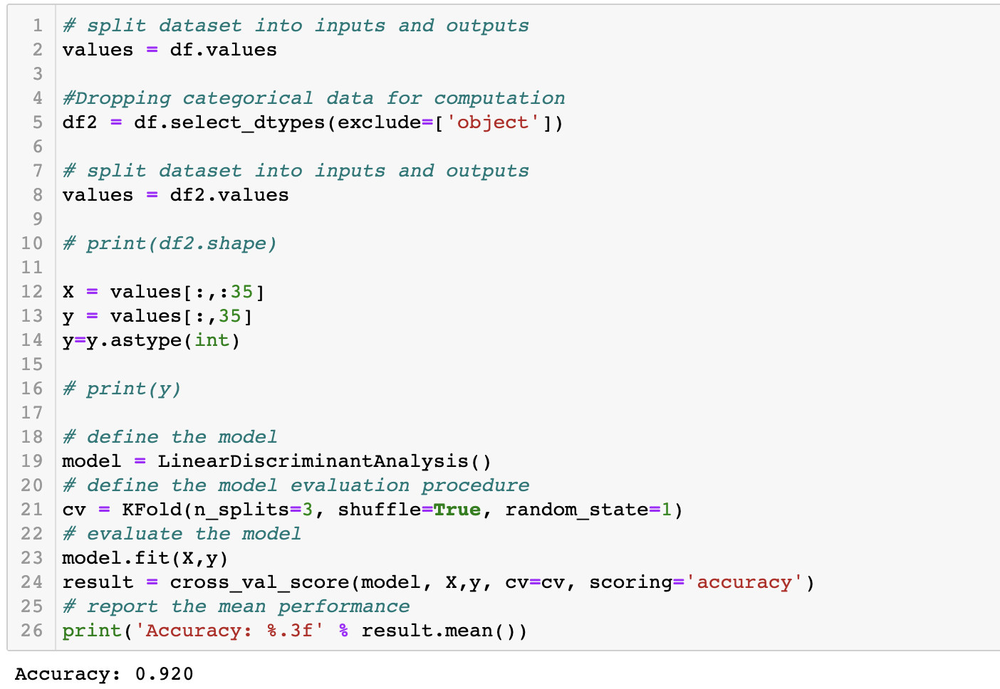 1 # split dataset into inputs and outputs
2 values = df.values
3
4 #Dropping categorical data for computation
5 df2 = df.select_dtypes(exclude=['object'])
6
7 # split dataset into inputs and outputs
8 values = df2.values
9
10 # print(df2.shape)
11
12 X = values[:,:35]
13 y = values[:,35]
14 y=y.astype(int)
15
16 # print(y)
17
18 # define the model
19 model = LinearDiscriminantAnalysis()
20 # define the model evaluation procedure
21 cv = KFold(n_splits=3, shuffle=True, random_state=1)
22 # evaluate the model
23 model.fit(X,y)
24 result = cross_val_score(model, X,y, cv=cv, scoring='accuracy')
25 # report the mean performance
26 print('Accuracy: %.3f' % result.mean())
Accuracy: 0.920